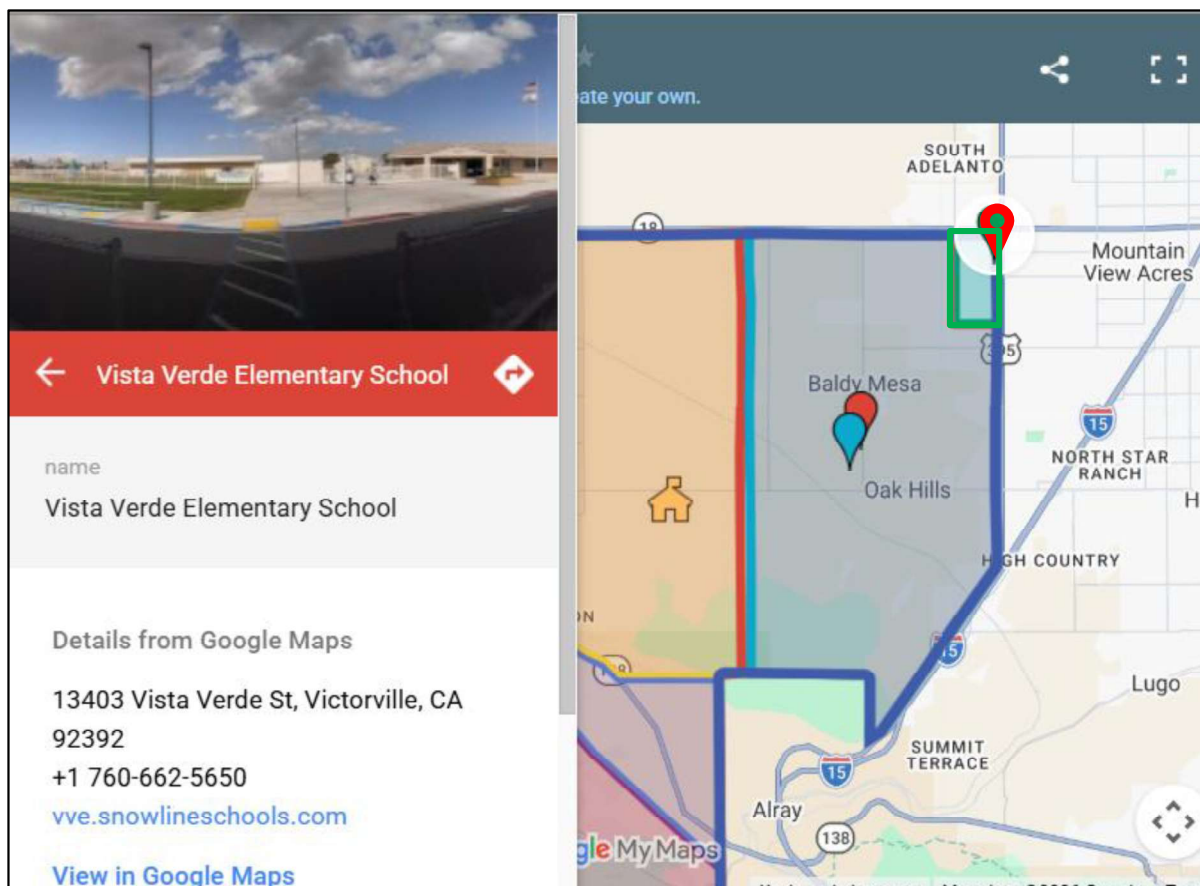 Vista Verde Elementary School
name
Vista Verde Elementary School
Details from Google Maps
13403 Vista Verde St, Victorville, CA
92392
+1 760-662-5650
vve.snowlineschools.com
View in Google Maps
eate your own.
SOUTH
ADELANTO
18
Mountain
View Acres
395
Baldy Mesa
15
NORTH STAR
RANCH
Oak Hills
H
HIGH COUNTRY
ON
138
15
Lugo
SUMMIT
TERRACE
15
Alray
138
gle My Maps